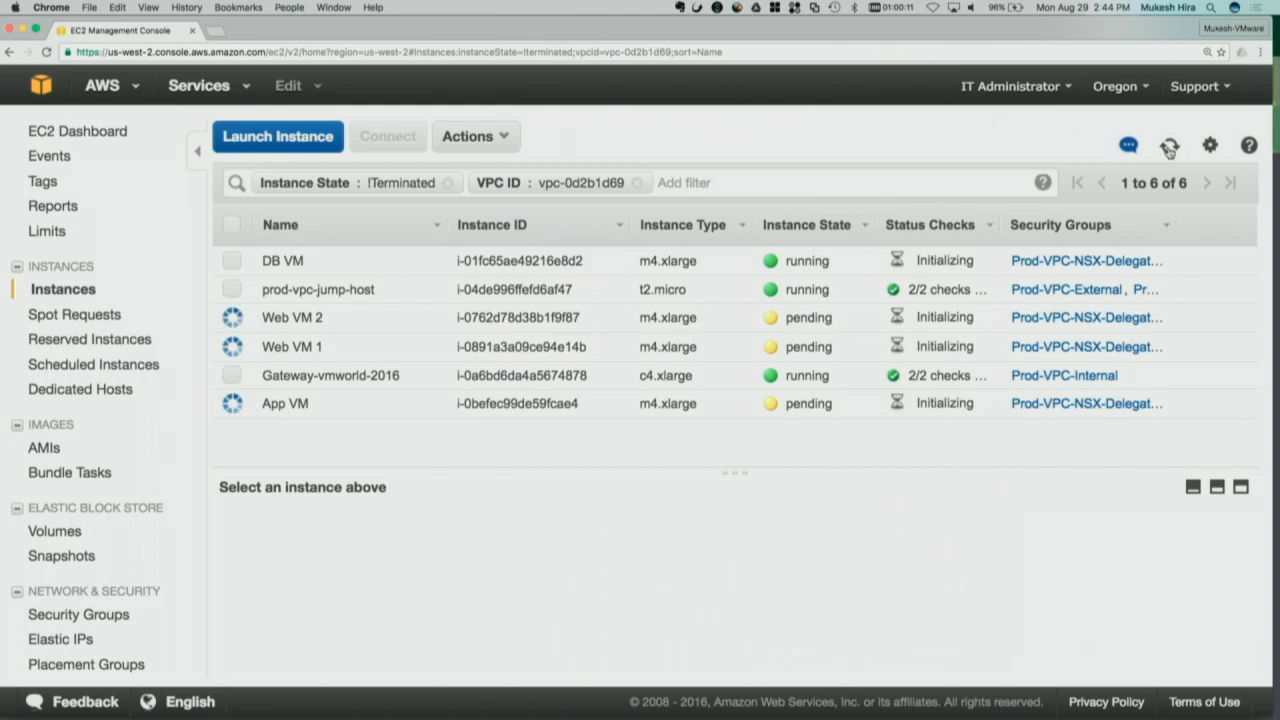 Chrome File Edit View History Bookmarks People Window Help 01:00:11 96% Mon Aug 29 2:44 PM Mukesh Hira
EC2 Management Console Mukesh-VMware
https://us-west-2.console.aws.amazon.com/ec2/v2/home?region=us-west-2#Instances:instanceState=!terminated;vpcId=vpc-0d2b1d69;sort=Name
AWS Services Edit IT Administrator Oregon Support
EC2 Dashboard
Events
Tags
Reports
Limits
INSTANCES
Instances
Spot Requests
Reserved Instances
Scheduled Instances
Dedicated Hosts
IMAGES
AMIs
Bundle Tasks
ELASTIC BLOCK STORE
Volumes
Snapshots
NETWORK & SECURITY
Security Groups
Elastic IPs
Placement Groups
Launch Instance Connect Actions
Instance State : !Terminated VPC ID : vpc-0d2b1d69 Add filter 1 to 6 of 6
Name Instance ID Instance Type Instance State Status Checks Security Groups
DB VM i-01fc65ae49216e8d2 m4.xlarge running Initializing Prod-VPC-NSX-Delegat...
prod-vpc-jump-host i-04de996ffefd6af47 t2.micro running 2/2 checks ... Prod-VPC-External, Pr...
Web VM 2 i-0762d78d38b1f9f87 m4.xlarge pending Initializing Prod-VPC-NSX-Delegat...
Web VM 1 i-0891a3a09ce94e14b m4.xlarge pending Initializing Prod-VPC-NSX-Delegat...
Gateway-vmworld-2016 i-0a6bd6da4a5674878 c4.xlarge running 2/2 checks ... Prod-VPC-Internal
App VM i-0befec99de59fcae4 m4.xlarge pending Initializing Prod-VPC-NSX-Delegat...
Select an instance above
Feedback English © 2008 - 2016, Amazon Web Services, Inc. or its affiliates. All rights reserved. Privacy Policy Terms of Use